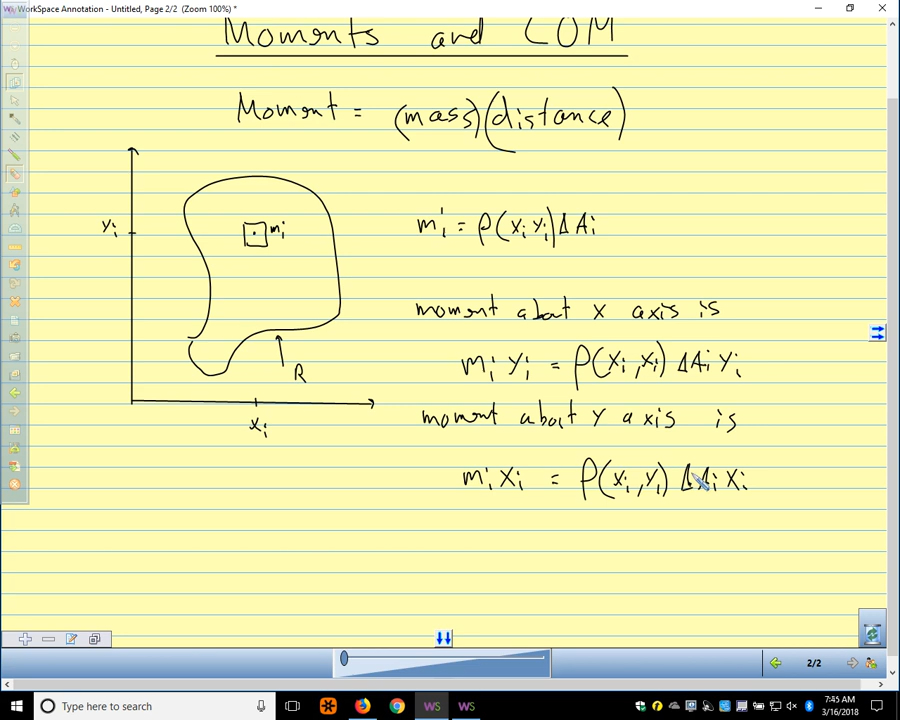 WorkSpace Annotation - Untitled, Page 2/2 (Zoom 100%) *
Moments and COM
Moment = (mass)(distance)
yi
mi
mi = ρ(xi yi) ΔAi
moment about x axis is
R
mi yi = ρ(xi, xi) ΔAi yi
moment about y axis is
xi
mi xi = ρ(xi, yi) ΔAi xi
2/2
Type here to search
WS
WS
7:45 AM
3/16/2018